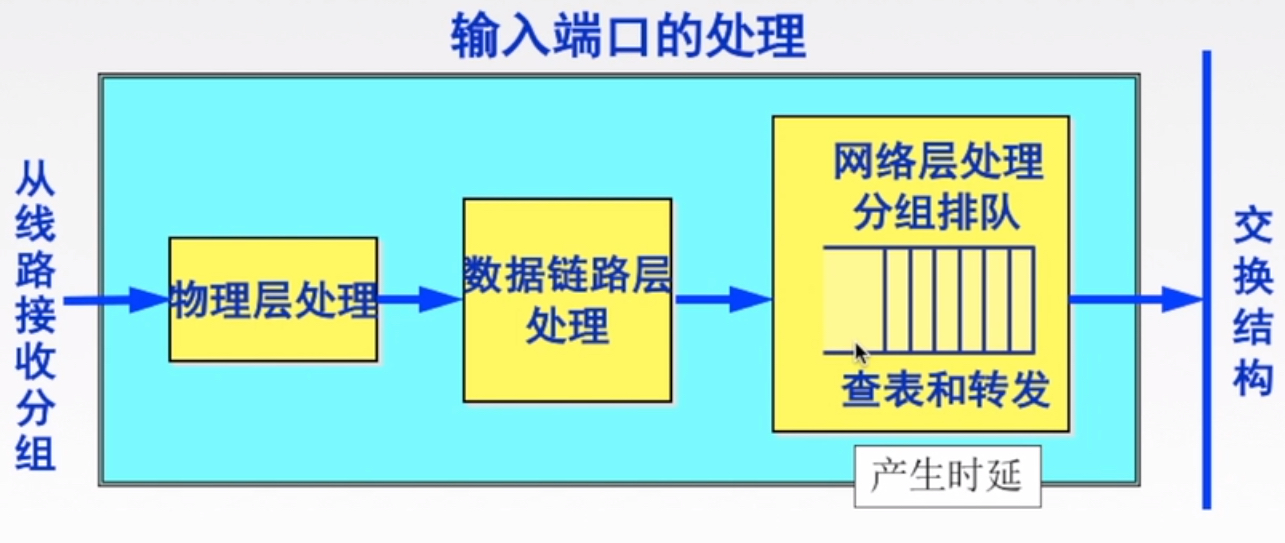 输入端口的处理
从线路接收分组
物理层处理
数据链路层
处理
网络层处理
分组排队
查表和转发
产生时延
交换结构